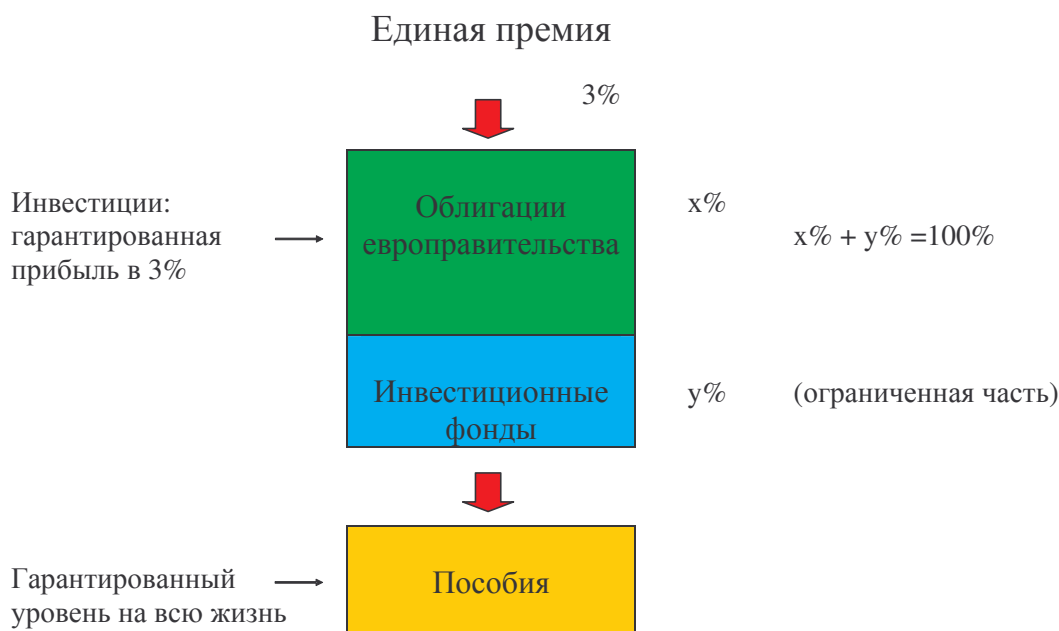 Единая премия
3%
Инвестиции:
гарантированная
прибыль в 3%
Облигации
европравительства
x%
x% + y% =100%
Инвестиционные
фонды
y%
(ограниченная часть)
Гарантированный
уровень на всю жизнь
Пособия